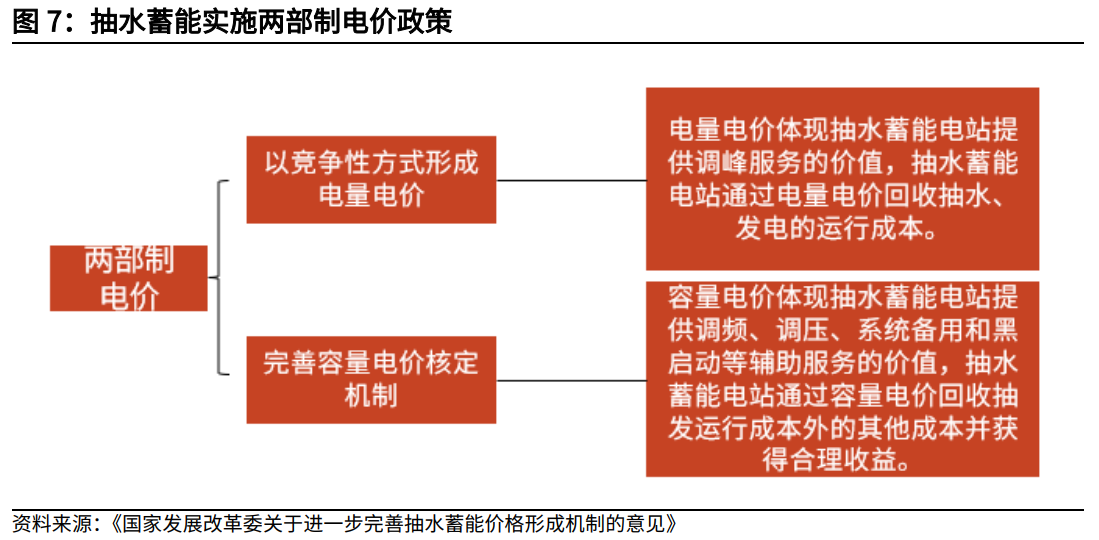 图 7：抽水蓄能实施两部制电价政策
两部制
电价
以竞争性方式形成
电量电价
电量电价体现抽水蓄能电站提
供调峰服务的价值，抽水蓄能
电站通过电量电价回收抽水、
发电的运行成本。
完善容量电价核定
机制
容量电价体现抽水蓄能电站提
供调频、调压、系统备用和黑
启动等辅助服务的价值，抽水
蓄能电站通过容量电价回收抽
发运行成本外的其他成本并获
得合理收益。
资料来源：《国家发展改革委关于进一步完善抽水蓄能价格形成机制的意见》